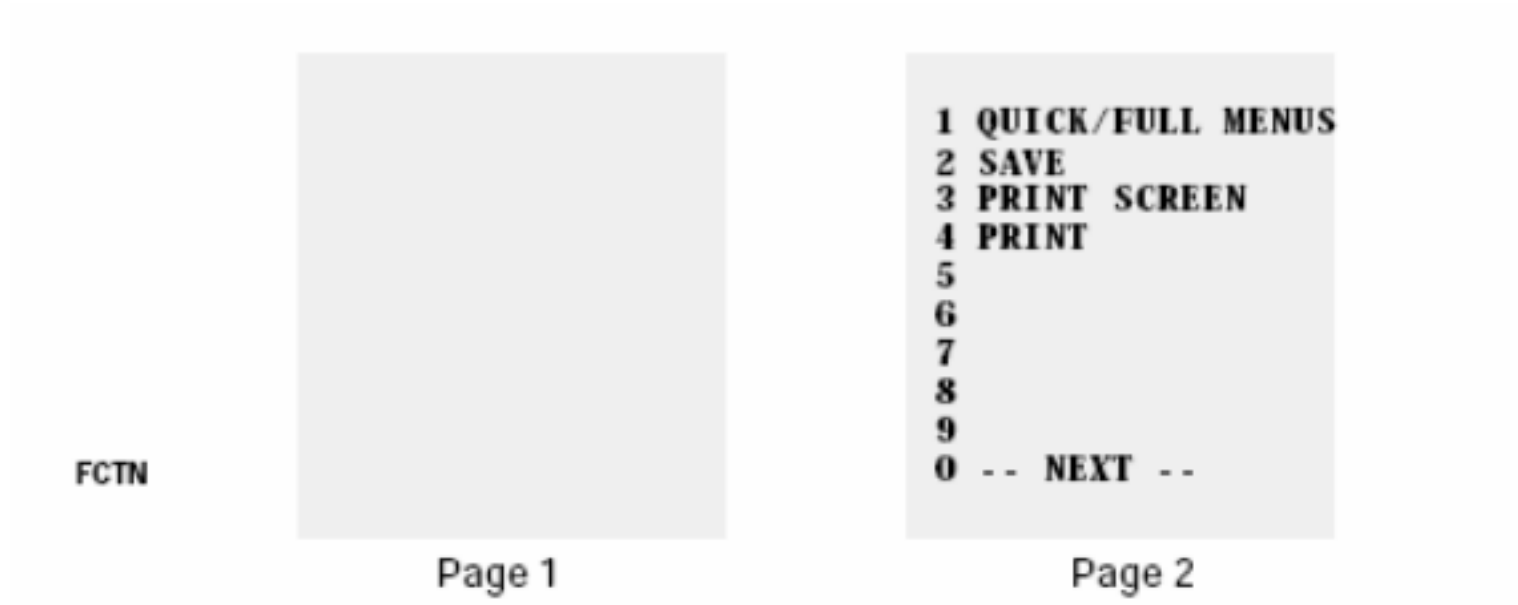 1 QUICK/FULL MENUS
2 SAVE
3 PRINT SCREEN
4 PRINT
5
6
7
8
9
0 -- NEXT --
FCTN
Page 1
Page 2